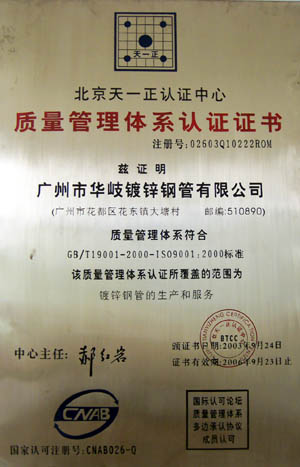 天一正
北京天一正认证中心
质量管理体系认证证书
注册号:02603Q10222ROM
兹证明
广州市华岐镀锌钢管有限公司
(广州市花都区花东镇大塘村 邮编:510890)
质量管理体系符合
GB/T19001-2000-ISO9001:2000标准
该质量管理体系认证所覆盖的范围为
镀锌钢管的生产和服务
颁证日期:2003年9月24日
证书有效期:2006年9月23日止
BTCC
中心主任:郝红岩
CNAB
国家认可注册号:CNAB026-Q
国际认可论坛
质量管理体系
多边承认协议
成员认可